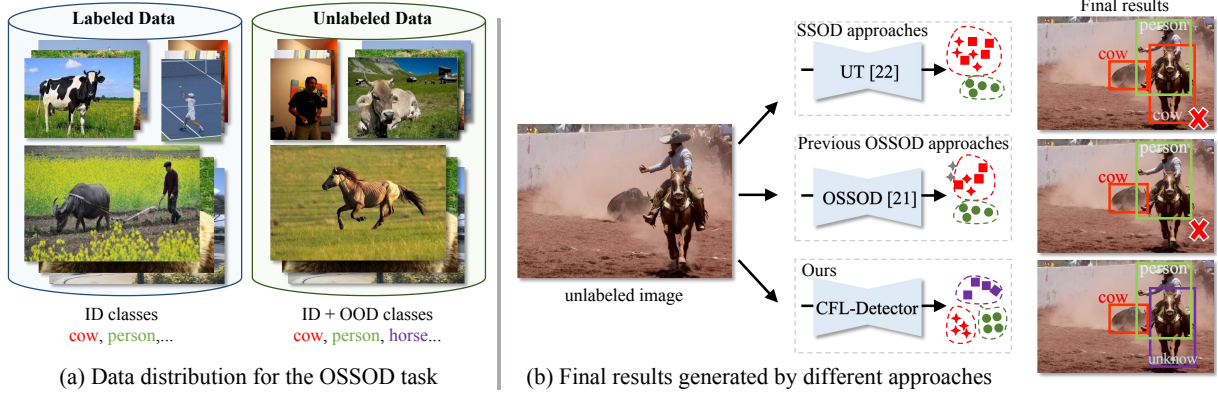 Labeled Data
Unlabeled Data
ID classes
cow, person,...
ID + OOD classes
cow, person, horse...
(a) Data distribution for the OSSOD task
unlabeled image
SSOD approaches
UT [22]
Previous OSSOD approaches
OSSOD [21]
Ours
CFL-Detector
Final results
person
cow
cow
person
cow
person
cow
unknow
(b) Final results generated by different approaches